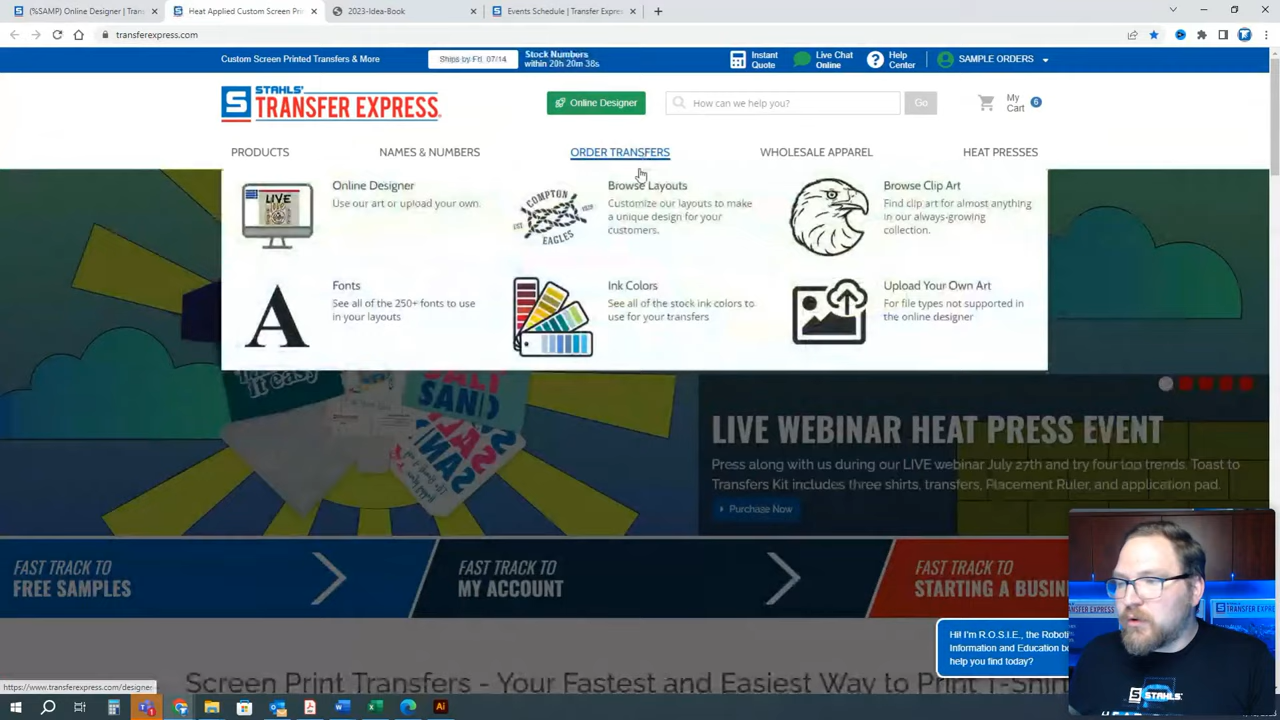 (%SAMP) Online Designer | Trans
Heat Applied Custom Screen Prin
2023-Idea-Book
Events Schedule | Transfer Expres
transferexpress.com
Custom Screen Printed Transfers & More
Ships by Fri. 07/14
Stock Numbers
within 20h 20m 38s
Instant
Quote
Live Chat
Online
Help
Center
SAMPLE ORDERS
STAHLS'
TRANSFER EXPRESS
Online Designer
How can we help you?
Go
My
Cart
6
PRODUCTS
NAMES & NUMBERS
ORDER TRANSFERS
WHOLESALE APPAREL
HEAT PRESSES
LIVE
Online Designer
Use our art or upload your own.
COMPTON
EST
EAGLES
Browse Layouts
Customize our layouts to make
a unique design for your
customers.
Browse Clip Art
Find clip art for almost anything
in our always-growing
collection.
A
Fonts
See all of the 250+ fonts to use
in your layouts
Ink Colors
See all of the stock ink colors to
use for your transfers
Upload Your Own Art
For file types not supported in
the online designer
LIVE WEBINAR HEAT PRESS EVENT
Press along with us during our LIVE webinar July 27th and try four top trends. Toast to
Transfers Kit includes three shirts, transfers, Placement Ruler, and application pad.
Purchase Now
FAST TRACK TO
FREE SAMPLES
FAST TRACK TO
MY ACCOUNT
FAST TRACK TO
STARTING A BUSIN
Hi! I'm R.O.S.I.E., the Roboti
Information and Education b
help you find today?
Screen Print Transfers - Your Fastest and Easiest Way to Print T-Shir
https://www.transferexpress.com/designer
STAHLS'